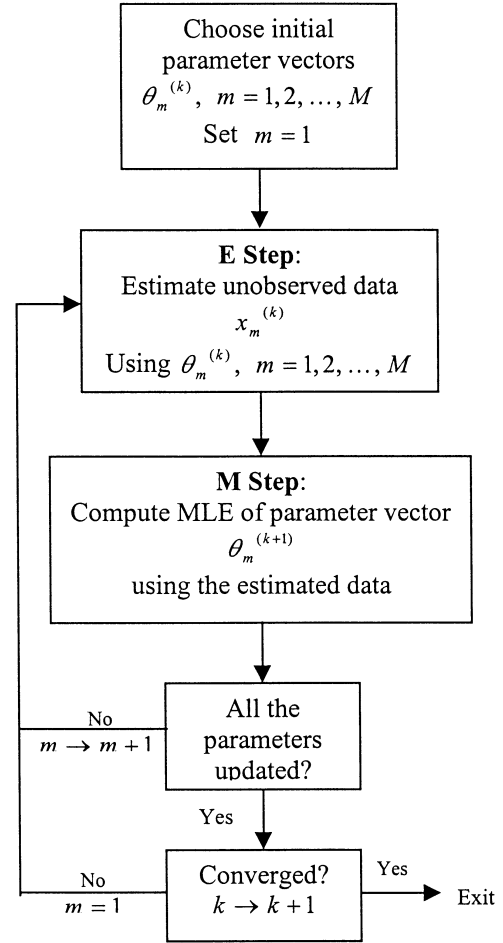 Choose initial
parameter vectors
θₘ⁽ᵏ⁾, m = 1,2, ..., M
Set m = 1
E Step:
Estimate unobserved data
xₘ⁽ᵏ⁾
Using θₘ⁽ᵏ⁾, m = 1,2, ..., M
M Step:
Compute MLE of parameter vector
θₘ⁽ᵏ⁺¹⁾
using the estimated data
All the
parameters
updated?
No
m → m + 1
Yes
Converged?
k → k + 1
No
m = 1
Yes
Exit